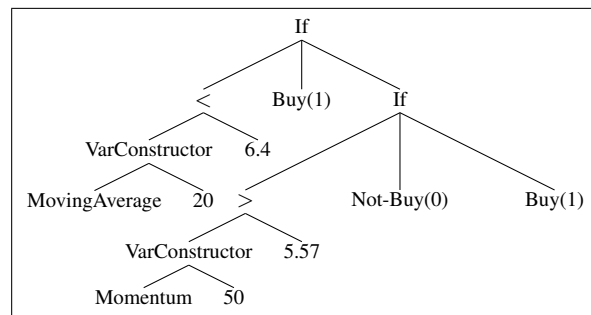 If
< Buy(1) If
VarConstructor 6.4
MovingAverage 20 > Not-Buy(0) Buy(1)
VarConstructor 5.57
Momentum 50